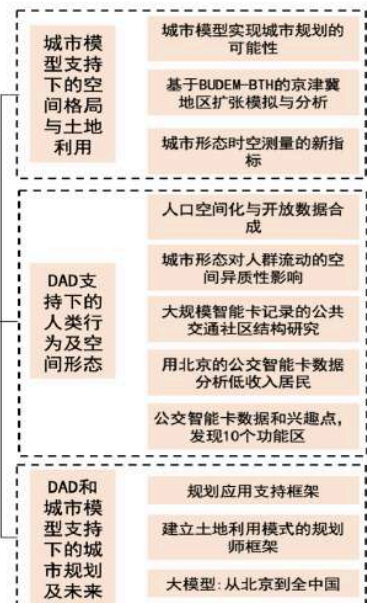 城市模
型支持
下的空
间格局
与土地
利用
城市模型实现城市规划的
可能性
基于BUDEM-BTH的京津冀
地区扩张模拟与分析
城市形态时空测量的新指
标
DAD支
持下的
人类行
为及空
间形态
人口空间化与开放数据合
成
城市形态对人群流动的空
间异质性影响
大规模智能卡记录的公共
交通社区结构研究
用北京的公交智能卡数据
分析低收入居民
公交智能卡数据和兴趣点，
发现10个功能区
DAD和
城市模
型支持
下的城
市规划
及未来
规划应用支持框架
建立土地利用模式的规划
师框架
大模型：从北京到全中国